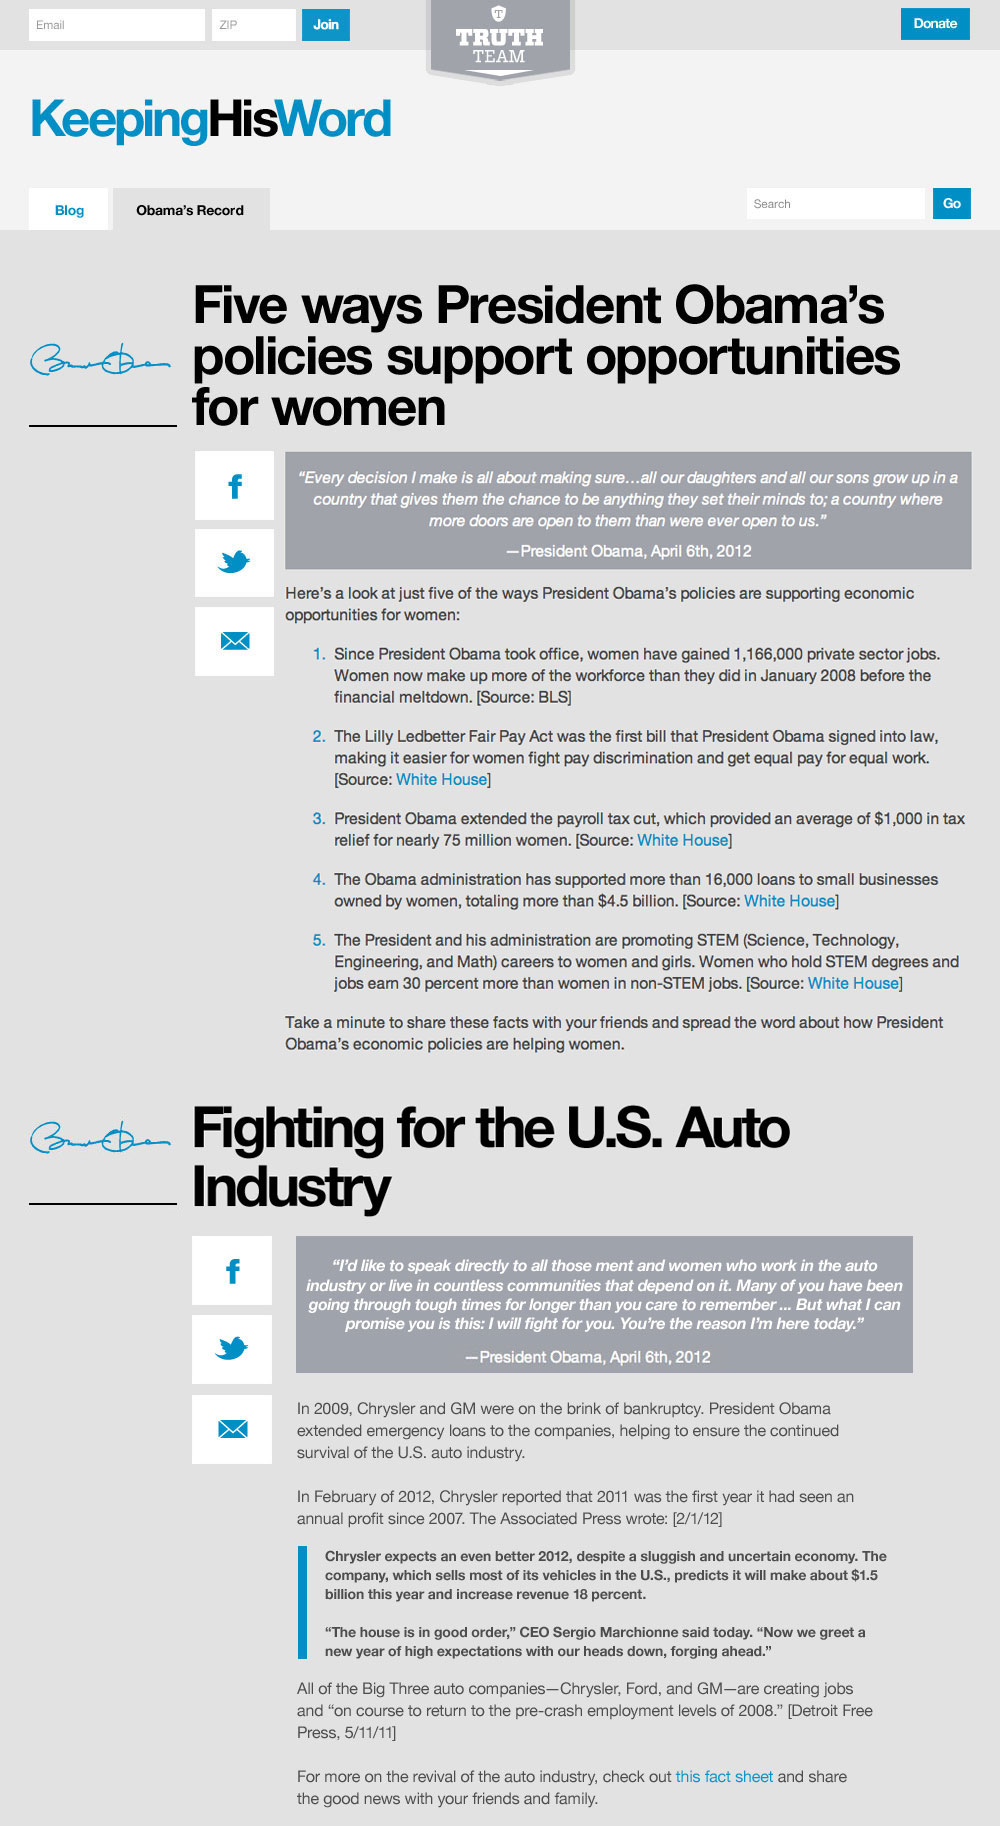 Email
ZIP
Join
T
TRUTH
TEAM
Donate
KeepingHisWord
Blog
Obama's Record
Search
Go
Five ways President Obama's
policies support opportunities
for women
“Every decision I make is all about making sure…all our daughters and all our sons grow up in a
country that gives them the chance to be anything they set their minds to; a country where
more doors are open to them than were ever open to us.”
—President Obama, April 6th, 2012
Here's a look at just five of the ways President Obama's policies are supporting economic
opportunities for women:
1. Since President Obama took office, women have gained 1,166,000 private sector jobs.
Women now make up more of the workforce than they did in January 2008 before the
financial meltdown. [Source: BLS]
2. The Lilly Ledbetter Fair Pay Act was the first bill that President Obama signed into law,
making it easier for women fight pay discrimination and get equal pay for equal work.
[Source: White House]
3. President Obama extended the payroll tax cut, which provided an average of $1,000 in tax
relief for nearly 75 million women. [Source: White House]
4. The Obama administration has supported more than 16,000 loans to small businesses
owned by women, totaling more than $4.5 billion. [Source: White House]
5. The President and his administration are promoting STEM (Science, Technology,
Engineering, and Math) careers to women and girls. Women who hold STEM degrees and
jobs earn 30 percent more than women in non-STEM jobs. [Source: White House]
Take a minute to share these facts with your friends and spread the word about how President
Obama's economic policies are helping women.
Fighting for the U.S. Auto
Industry
“I'd like to speak directly to all those ment and women who work in the auto
industry or live in countless communities that depend on it. Many of you have been
going through tough times for longer than you care to remember ... But what I can
promise you is this: I will fight for you. You're the reason I'm here today.”
—President Obama, April 6th, 2012
In 2009, Chrysler and GM were on the brink of bankruptcy. President Obama
extended emergency loans to the companies, helping to ensure the continued
survival of the U.S. auto industry.
In February of 2012, Chrysler reported that 2011 was the first year it had seen an
annual profit since 2007. The Associated Press wrote: [2/1/12]
Chrysler expects an even better 2012, despite a sluggish and uncertain economy. The
company, which sells most of its vehicles in the U.S., predicts it will make about $1.5
billion this year and increase revenue 18 percent.
“The house is in good order,” CEO Sergio Marchionne said today. “Now we greet a
new year of high expectations with our heads down, forging ahead.”
All of the Big Three auto companies—Chrysler, Ford, and GM—are creating jobs
and “on course to return to the pre-crash employment levels of 2008.” [Detroit Free
Press, 5/11/11]
For more on the revival of the auto industry, check out this fact sheet and share
the good news with your friends and family.